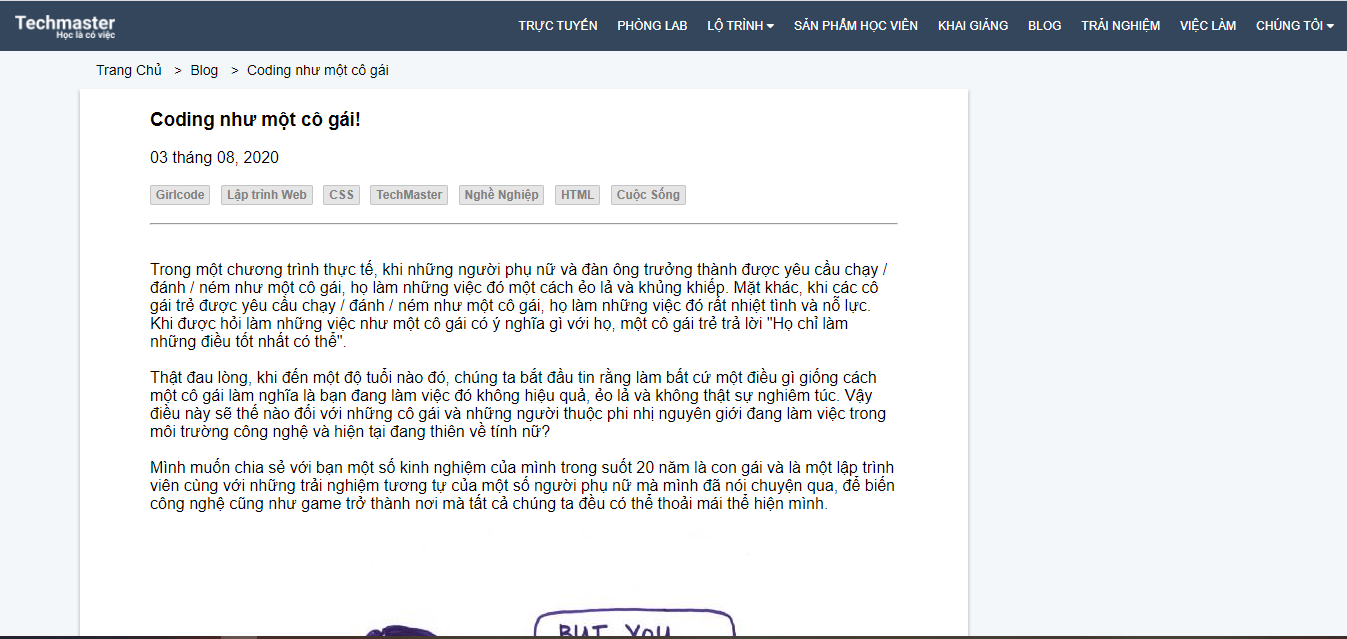 Techmaster
Học là có việc
TRỰC TUYẾN PHÒNG LAB LỘ TRÌNH SẢN PHẨM HỌC VIÊN KHAI GIẢNG BLOG TRẢI NGHIỆM VIỆC LÀM CHÚNG TÔI
Trang Chủ > Blog > Coding như một cô gái
Coding như một cô gái!
03 tháng 08, 2020
Girlcode Lập trình Web CSS TechMaster Nghề Nghiệp HTML Cuộc Sống
Trong một chương trình thực tế, khi những người phụ nữ và đàn ông trưởng thành được yêu cầu chạy /
đánh / ném như một cô gái, họ làm những việc đó một cách ẻo lả và khủng khiếp. Mặt khác, khi các cô
gái trẻ được yêu cầu chạy / đánh / ném như một cô gái, họ làm những việc đó rất nhiệt tình và nỗ lực.
Khi được hỏi làm những việc như một cô gái có ý nghĩa gì với họ, một cô gái trẻ trả lời "Họ chỉ làm
những điều tốt nhất có thể".
Thật đau lòng, khi đến một độ tuổi nào đó, chúng ta bắt đầu tin rằng làm bất cứ một điều gì giống cách
một cô gái làm nghĩa là bạn đang làm việc đó không hiệu quả, ẻo lả và không thật sự nghiêm túc. Vậy
điều này sẽ thế nào đối với những cô gái và những người thuộc phi nhị nguyên giới đang làm việc trong
môi trường công nghệ và hiện tại đang thiên về tính nữ?
Mình muốn chia sẻ với bạn một số kinh nghiệm của mình trong suốt 20 năm là con gái và là một lập trình
viên cùng với những trải nghiệm tương tự của một số người phụ nữ mà mình đã nói chuyện qua, để biến
công nghệ cũng như game trở thành nơi mà tất cả chúng ta đều có thể thoải mái thể hiện mình.
BUT YOU